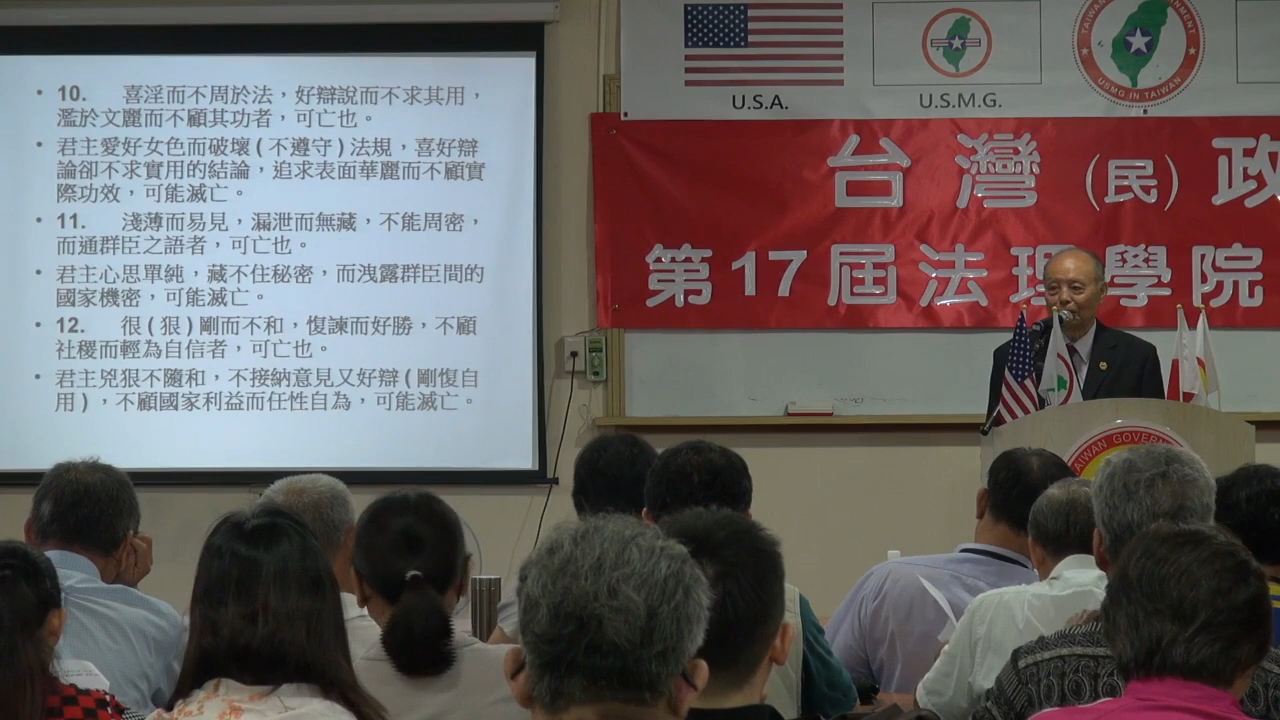 • 10. 喜淫而不周於法，好辯說而不求其用，
濫於文麗而不顧其功者，可亡也。
• 君主愛好女色而破壞(不遵守)法規，喜好辯
論卻不求實用的結論，追求表面華麗而不顧實
際功效，可能滅亡。
• 11. 淺薄而易見，漏泄而無藏，不能周密，
而通群臣之語者，可亡也。
• 君主心思單純，藏不住秘密，而洩露群臣間的
國家機密，可能滅亡。
• 12. 很(狠)剛而不和，愎諫而好勝，不顧
社稷而輕為自信者，可亡也。
• 君主兇狠不隨和，不接納意見又好辯(剛愎自
用)，不顧國家利益而任性自為，可能滅亡。
U.S.A.
U.S.M.G.
USMG IN TAIWAN
台灣(民)政
第17屆法理學院
TAIWAN GOVERN